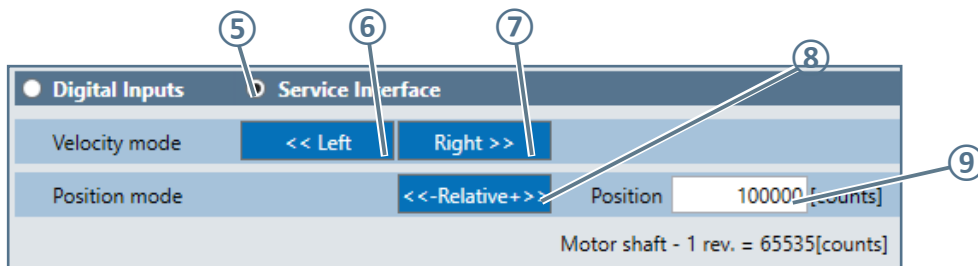 ⑤ ⑥ ⑦ ⑧
Digital Inputs Service Interface
Velocity mode << Left Right >>
Position mode <<-Relative+>> Position 100000 [counts] ⑨
Motor shaft - 1 rev. = 65535[counts]